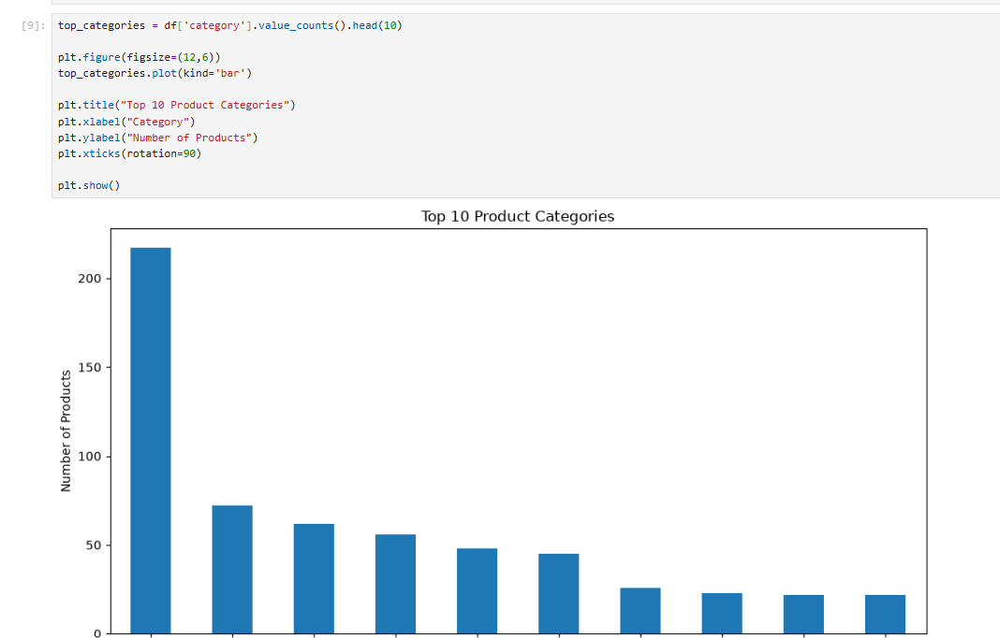 [9]: top_categories = df['category'].value_counts().head(10)
plt.figure(figsize=(12,6))
top_categories.plot(kind='bar')
plt.title("Top 10 Product Categories")
plt.xlabel("Category")
plt.ylabel("Number of Products")
plt.xticks(rotation=90)
plt.show()
Top 10 Product Categories
Number of Products
200
150
100
50
0